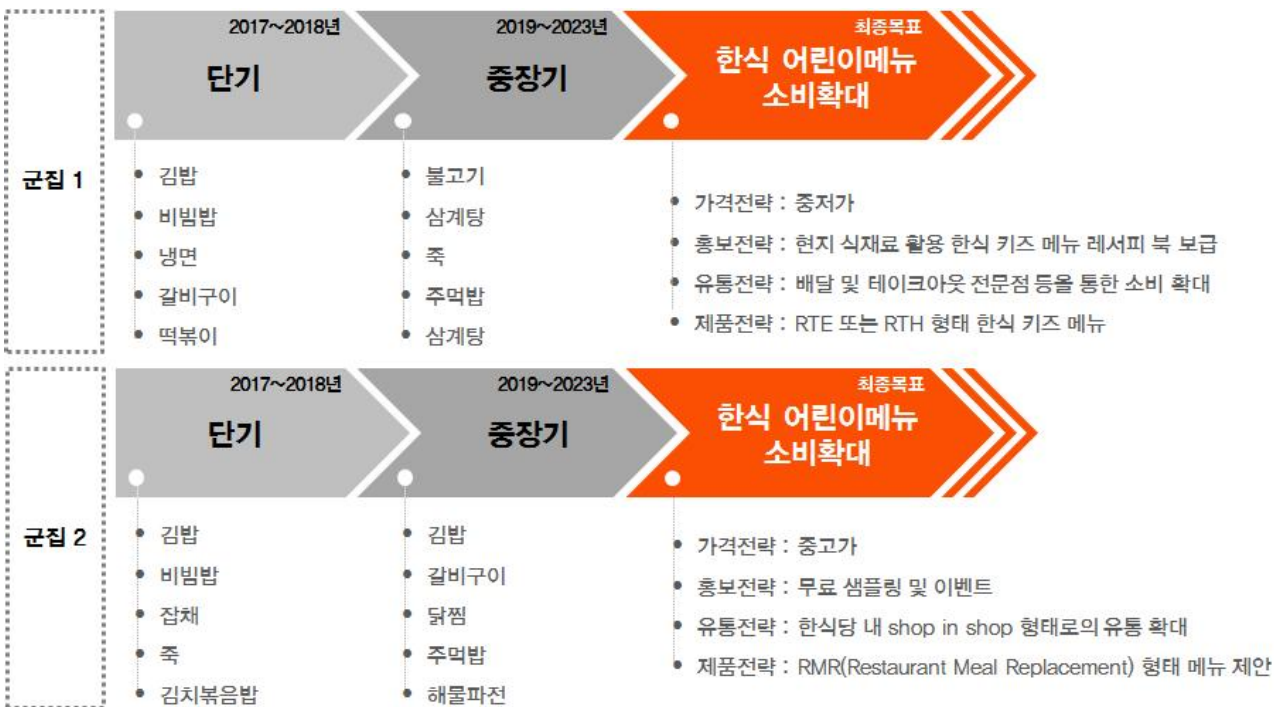 군집 1
2017~2018년
단기
2019~2023년
중장기
최종목표
한식 어린이메뉴
소비확대
• 김밥
• 비빔밥
• 냉면
• 갈비구이
• 떡볶이
• 불고기
• 삼계탕
• 죽
• 주먹밥
• 삼계탕
• 가격전략 : 중저가
• 홍보전략 : 현지 식재료 활용 한식 키즈 메뉴 레서피 북 보급
• 유통전략 : 배달 및 테이크아웃 전문점 등올 통한 소비 확대
• 제품전략 : RTE 또는 RTH 형태 한식 키즈 메뉴
군집 2
2017~2018년
단기
2019~2023년
중장기
최종목표
한식 어린이메뉴
소비확대
• 김밥
• 비빔밥
• 잡채
• 죽
• 김치볶음밥
• 김밥
• 갈비구이
• 닭찜
• 주먹밥
• 해물파전
• 가격전략 : 중고가
• 홍보전략 : 무료 샘플링 및 이벤트
• 유통전략 : 한식당 내 shop in shop 형태로의 유통 확대
• 제품전략 : RMR(Restaurant Meal Replacement) 형태 메뉴 제안